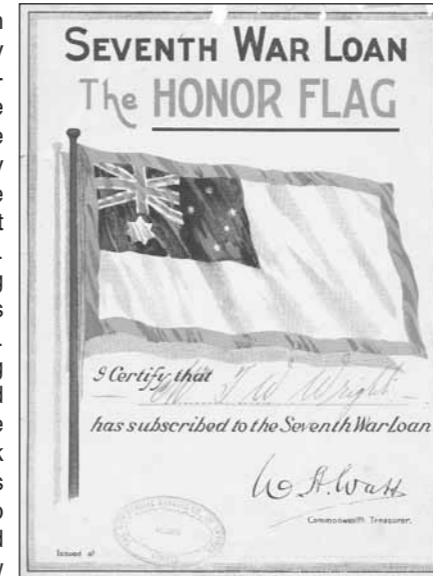 SEVENTH WAR LOAN
The HONOR FLAG
I Certify that
T W Wright
has subscribed to the Seventh War Loan
W A Watt
Commonwealth Treasurer.
Issued at